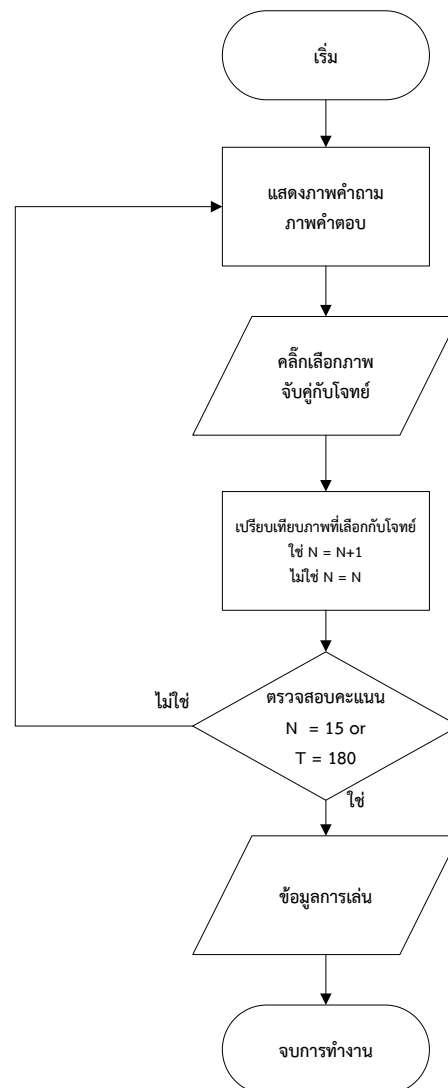 เริ่ม
แสดงภาพคำถาม
ภาพคำตอบ
คลิ๊กเลือกภาพ
จับคู่กับโจทย์
เปรียบเทียบภาพที่เลือกกับโจทย์
ใช่ N = N+1
ไม่ใช่ N = N
ไม่ใช่
ตรวจสอบคะแนน
N = 15 or
T = 180
ใช่
ข้อมูลการเล่น
จบการทำงาน